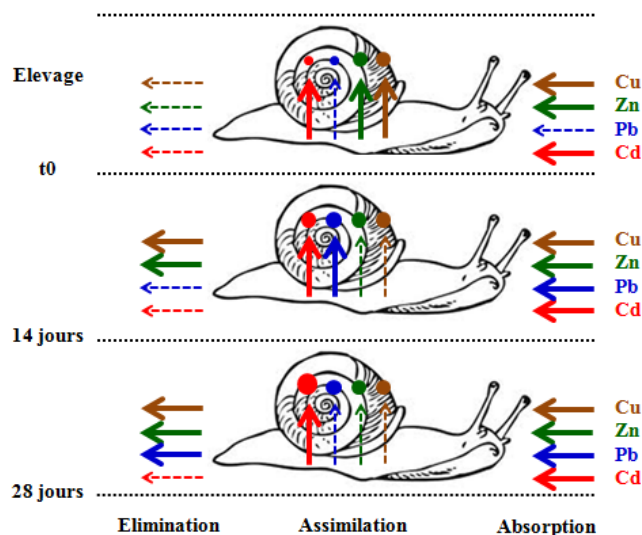 Elevage
Cu
Zn
Pb
Cd
t0
Cu
Zn
Pb
Cd
14 jours
Cu
Zn
Pb
Cd
28 jours
Elimination Assimilation Absorption